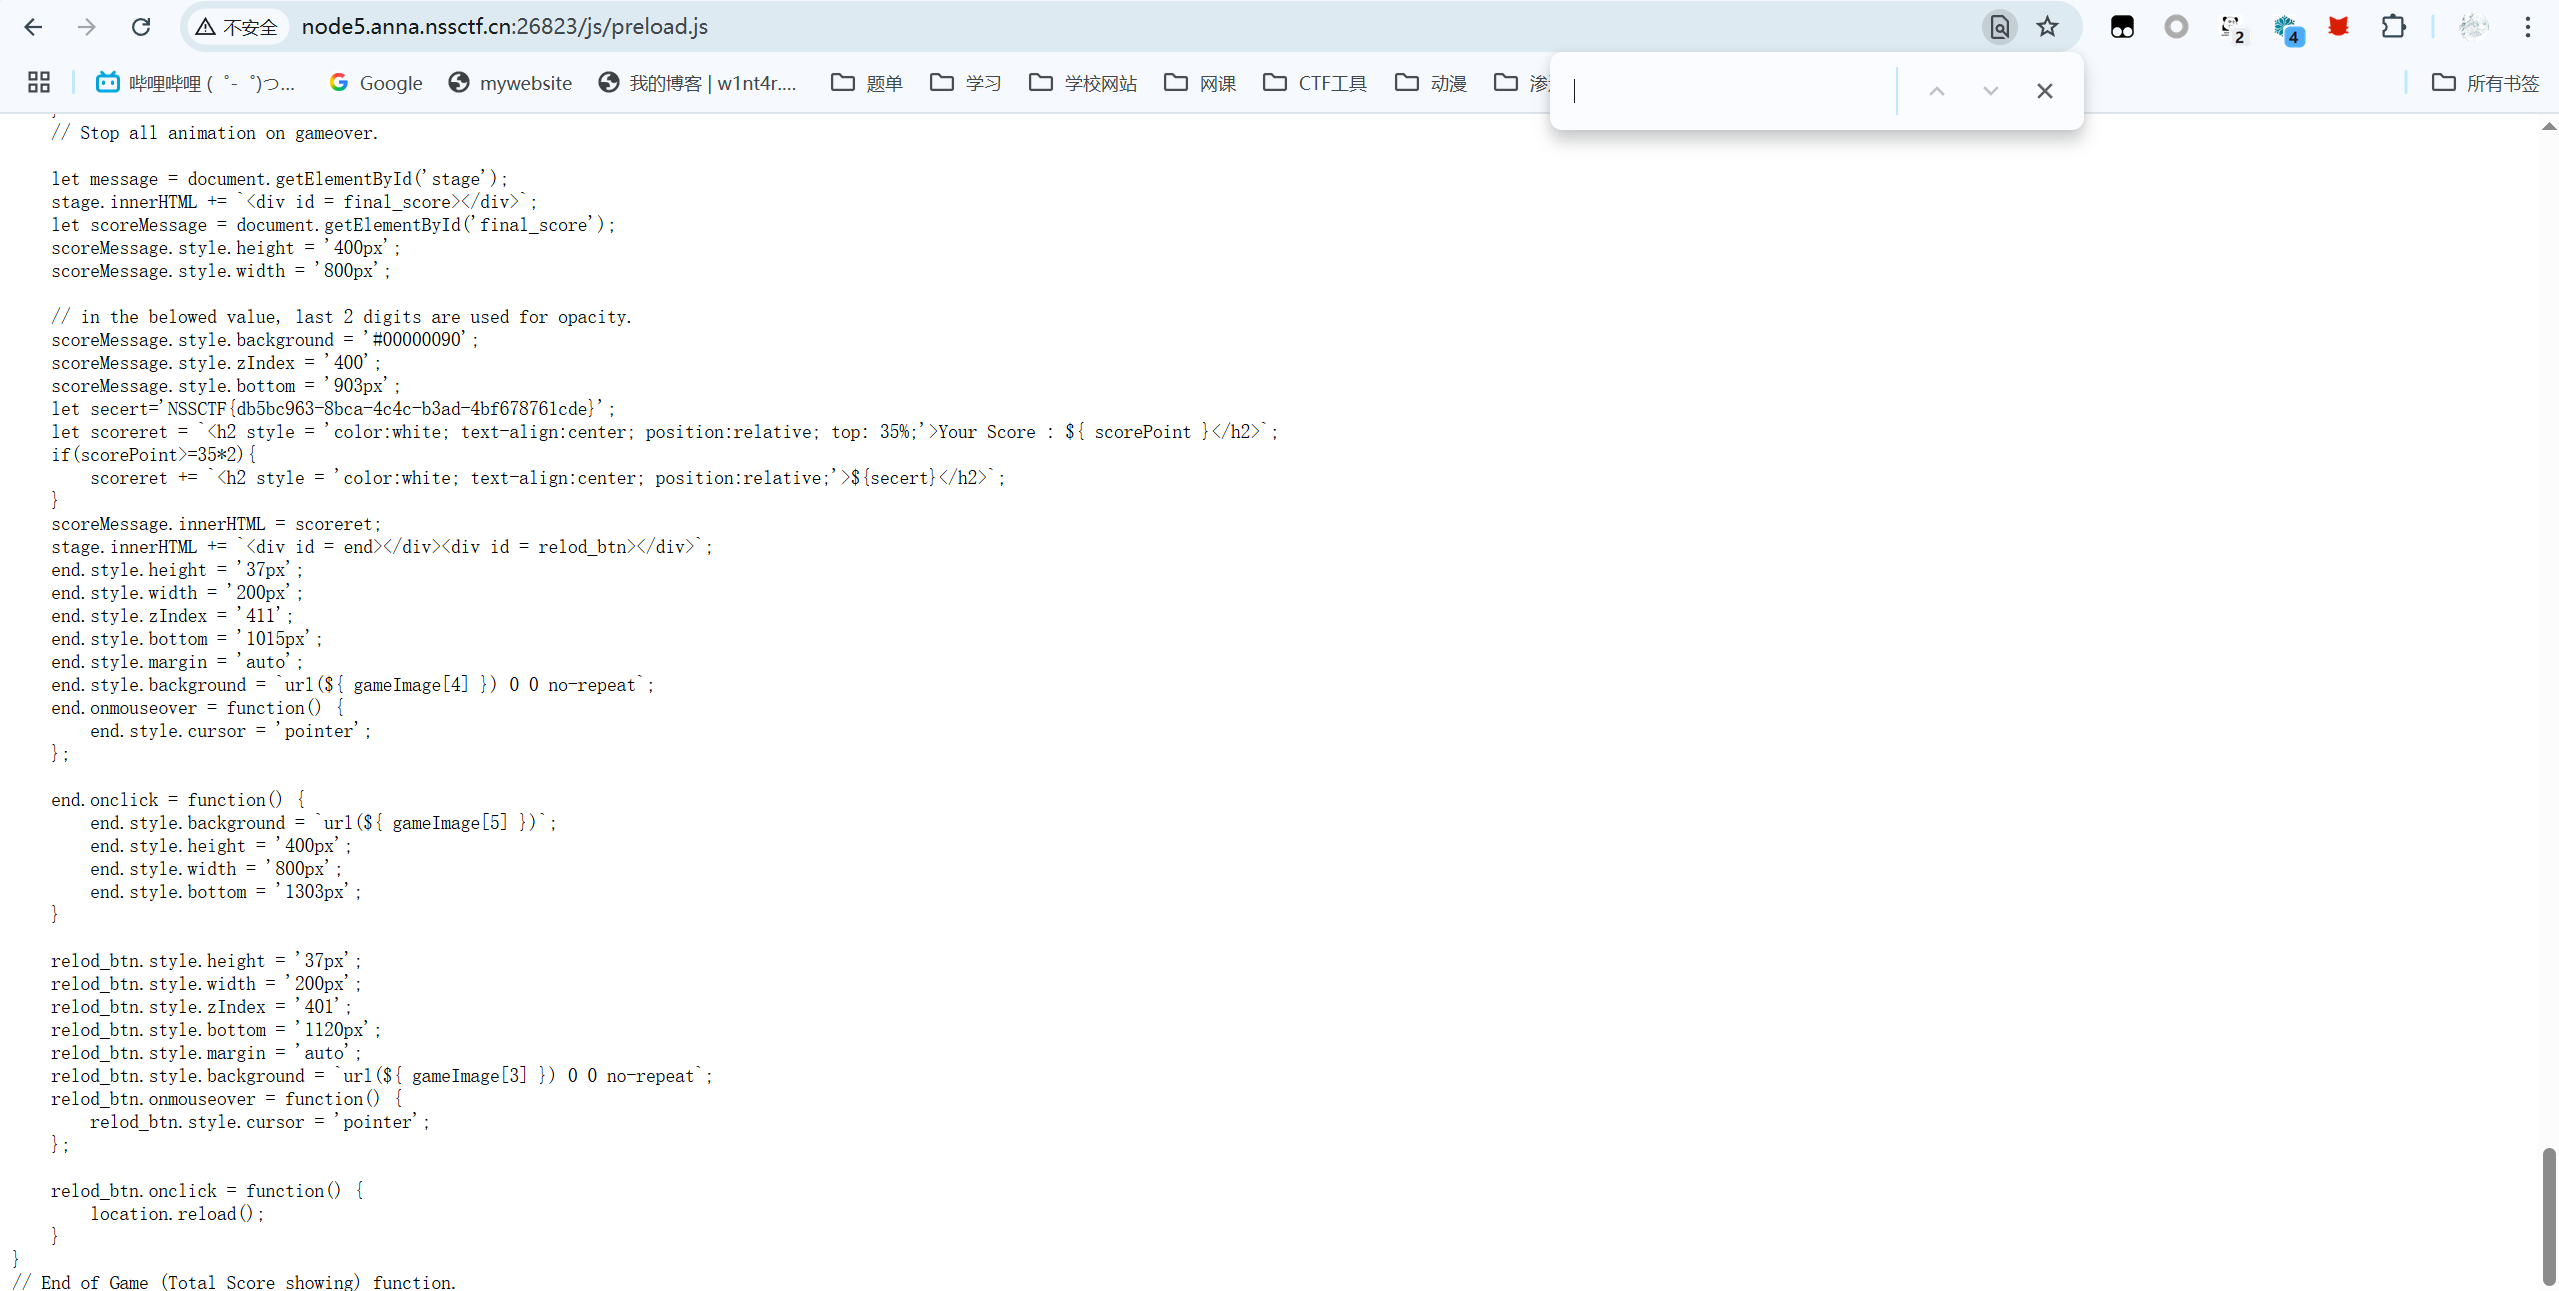 不安全 node5.anna.nssctf.cn:26823/js/preload.js
2 4
哔哩哔哩 ( ゜- ゜)つ... Google mywebsite 我的博客 | w1nt4r.... 题单 学习 学校网站 网课 CTF工具 动漫 所有书签
}
// Stop all animation on gameover.
let message = document.getElementById('stage');
stage.innerHTML += `<div id = final_score></div>`;
let scoreMessage = document.getElementById('final_score');
scoreMessage.style.height = '400px';
scoreMessage.style.width = '800px';
// in the belowed value, last 2 digits are used for opacity.
scoreMessage.style.background = '#00000090';
scoreMessage.style.zIndex = '400';
scoreMessage.style.bottom = '903px';
let secert='NSSCTF{db5bc963-8bca-4c4c-b3ad-4bf678761cde}';
let scoreret = `<h2 style = 'color:white; text-align:center; position:relative; top: 35%;'>Your Score : ${ scorePoint }</h2>`;
if(scorePoint>=35*2){
scoreret += `<h2 style = 'color:white; text-align:center; position:relative;'>${secert}</h2>`;
}
scoreMessage.innerHTML = scoreret;
stage.innerHTML += `<div id = end></div><div id = relod_btn></div>`;
end.style.height = '37px';
end.style.width = '200px';
end.style.zIndex = '411';
end.style.bottom = '1015px';
end.style.margin = 'auto';
end.style.background = `url(${ gameImage[4] }) 0 0 no-repeat`;
end.onmouseover = function() {
end.style.cursor = 'pointer';
};
end.onclick = function() {
end.style.background = `url(${ gameImage[5] })`;
end.style.height = '400px';
end.style.width = '800px';
end.style.bottom = '1303px';
}
relod_btn.style.height = '37px';
relod_btn.style.width = '200px';
relod_btn.style.zIndex = '401';
relod_btn.style.bottom = '1120px';
relod_btn.style.margin = 'auto';
relod_btn.style.background = `url(${ gameImage[3] }) 0 0 no-repeat`;
relod_btn.onmouseover = function() {
relod_btn.style.cursor = 'pointer';
};
relod_btn.onclick = function() {
location.reload();
}
}
// End of Game (Total Score showing) function.